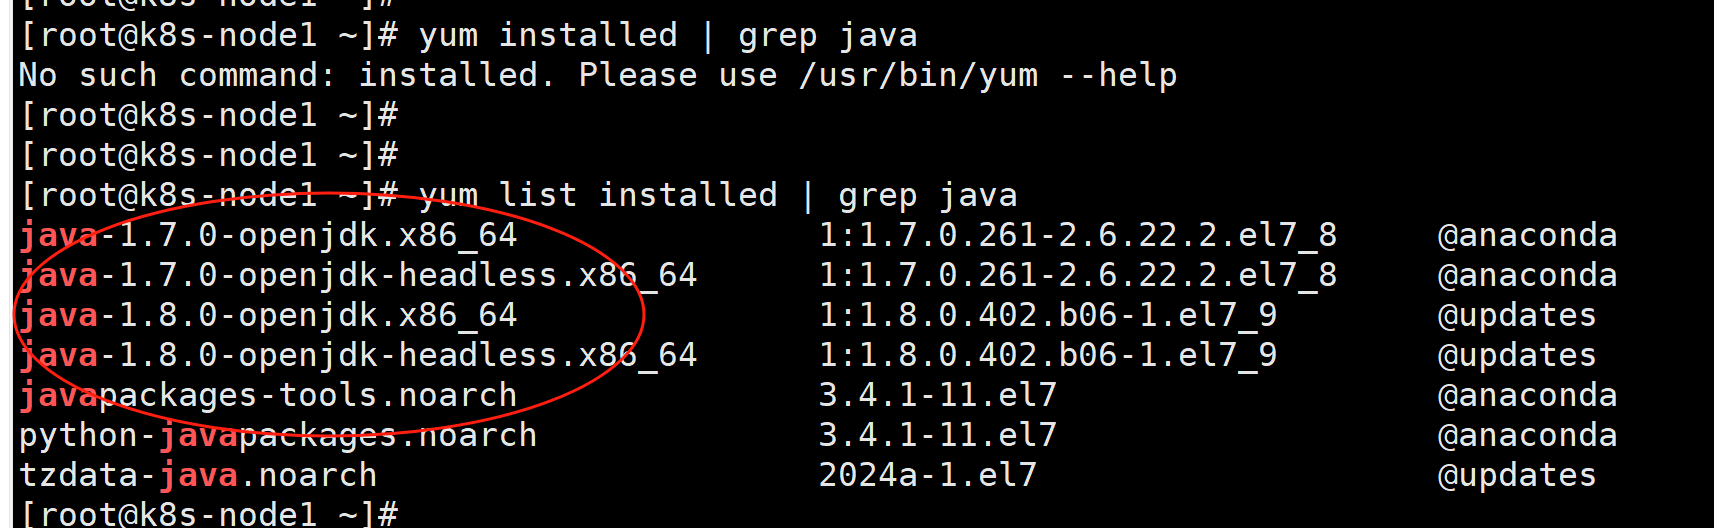 [root@k8s-node1 ~]#
[root@k8s-node1 ~]# yum installed | grep java
No such command: installed. Please use /usr/bin/yum --help
[root@k8s-node1 ~]#
[root@k8s-node1 ~]#
[root@k8s-node1 ~]# yum list installed | grep java
java-1.7.0-openjdk.x86_64 1:1.7.0.261-2.6.22.2.el7_8 @anaconda
java-1.7.0-openjdk-headless.x86_64 1:1.7.0.261-2.6.22.2.el7_8 @anaconda
java-1.8.0-openjdk.x86_64 1:1.8.0.402.b06-1.el7_9 @updates
java-1.8.0-openjdk-headless.x86_64 1:1.8.0.402.b06-1.el7_9 @updates
javapackages-tools.noarch 3.4.1-11.el7 @anaconda
python-javapackages.noarch 3.4.1-11.el7 @anaconda
tzdata-java.noarch 2024a-1.el7 @updates
[root@k8s-node1 ~]#